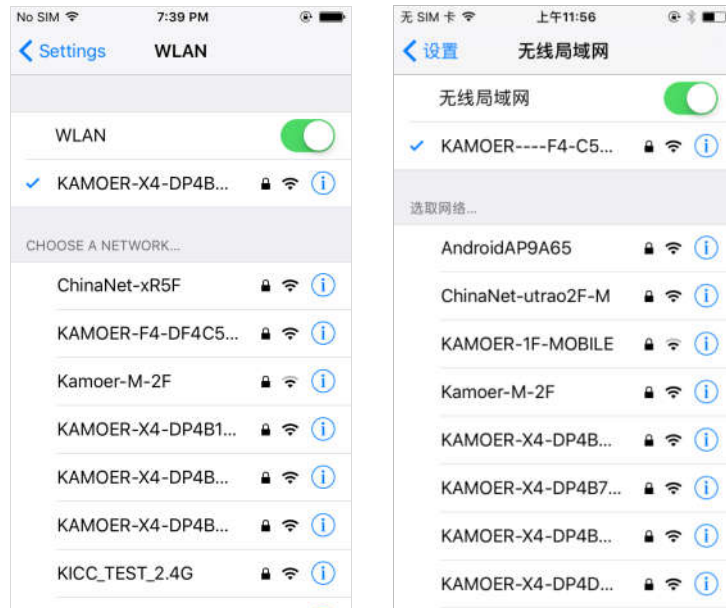 No SIM 7:39 PM
Settings WLAN
WLAN
KAMOER-X4-DP4B...
CHOOSE A NETWORK...
ChinaNet-xR5F
KAMOER-F4-DF4C5...
Kamoer-M-2F
KAMOER-X4-DP4B1...
KAMOER-X4-DP4B...
KAMOER-X4-DP4B...
KICC_TEST_2.4G
无 SIM 卡 上午11:56
设置 无线局域网
无线局域网
KAMOER----F4-C5...
选取网络...
AndroidAP9A65
ChinaNet-utrao2F-M
KAMOER-1F-MOBILE
Kamoer-M-2F
KAMOER-X4-DP4B...
KAMOER-X4-DP4B7...
KAMOER-X4-DP4B...
KAMOER-X4-DP4D...